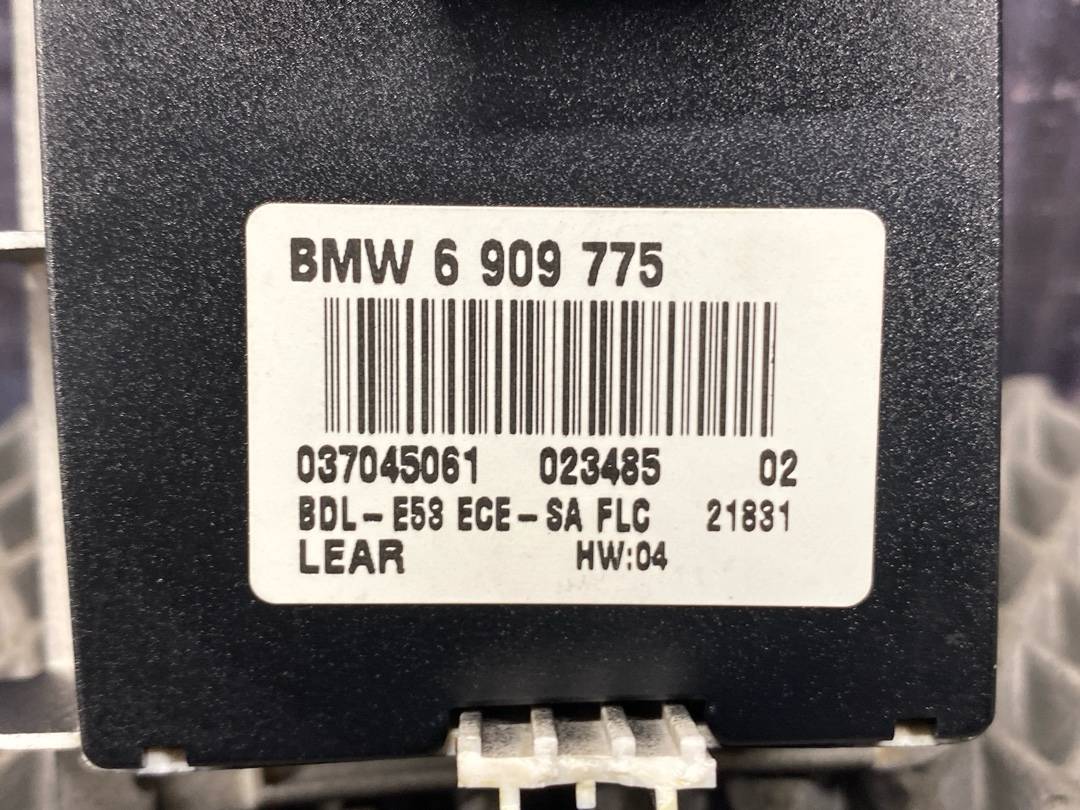 BMW 6 909 775
037045061 023485 02
BDL-E53 ECE-SA FLC 21831
LEAR HW:04